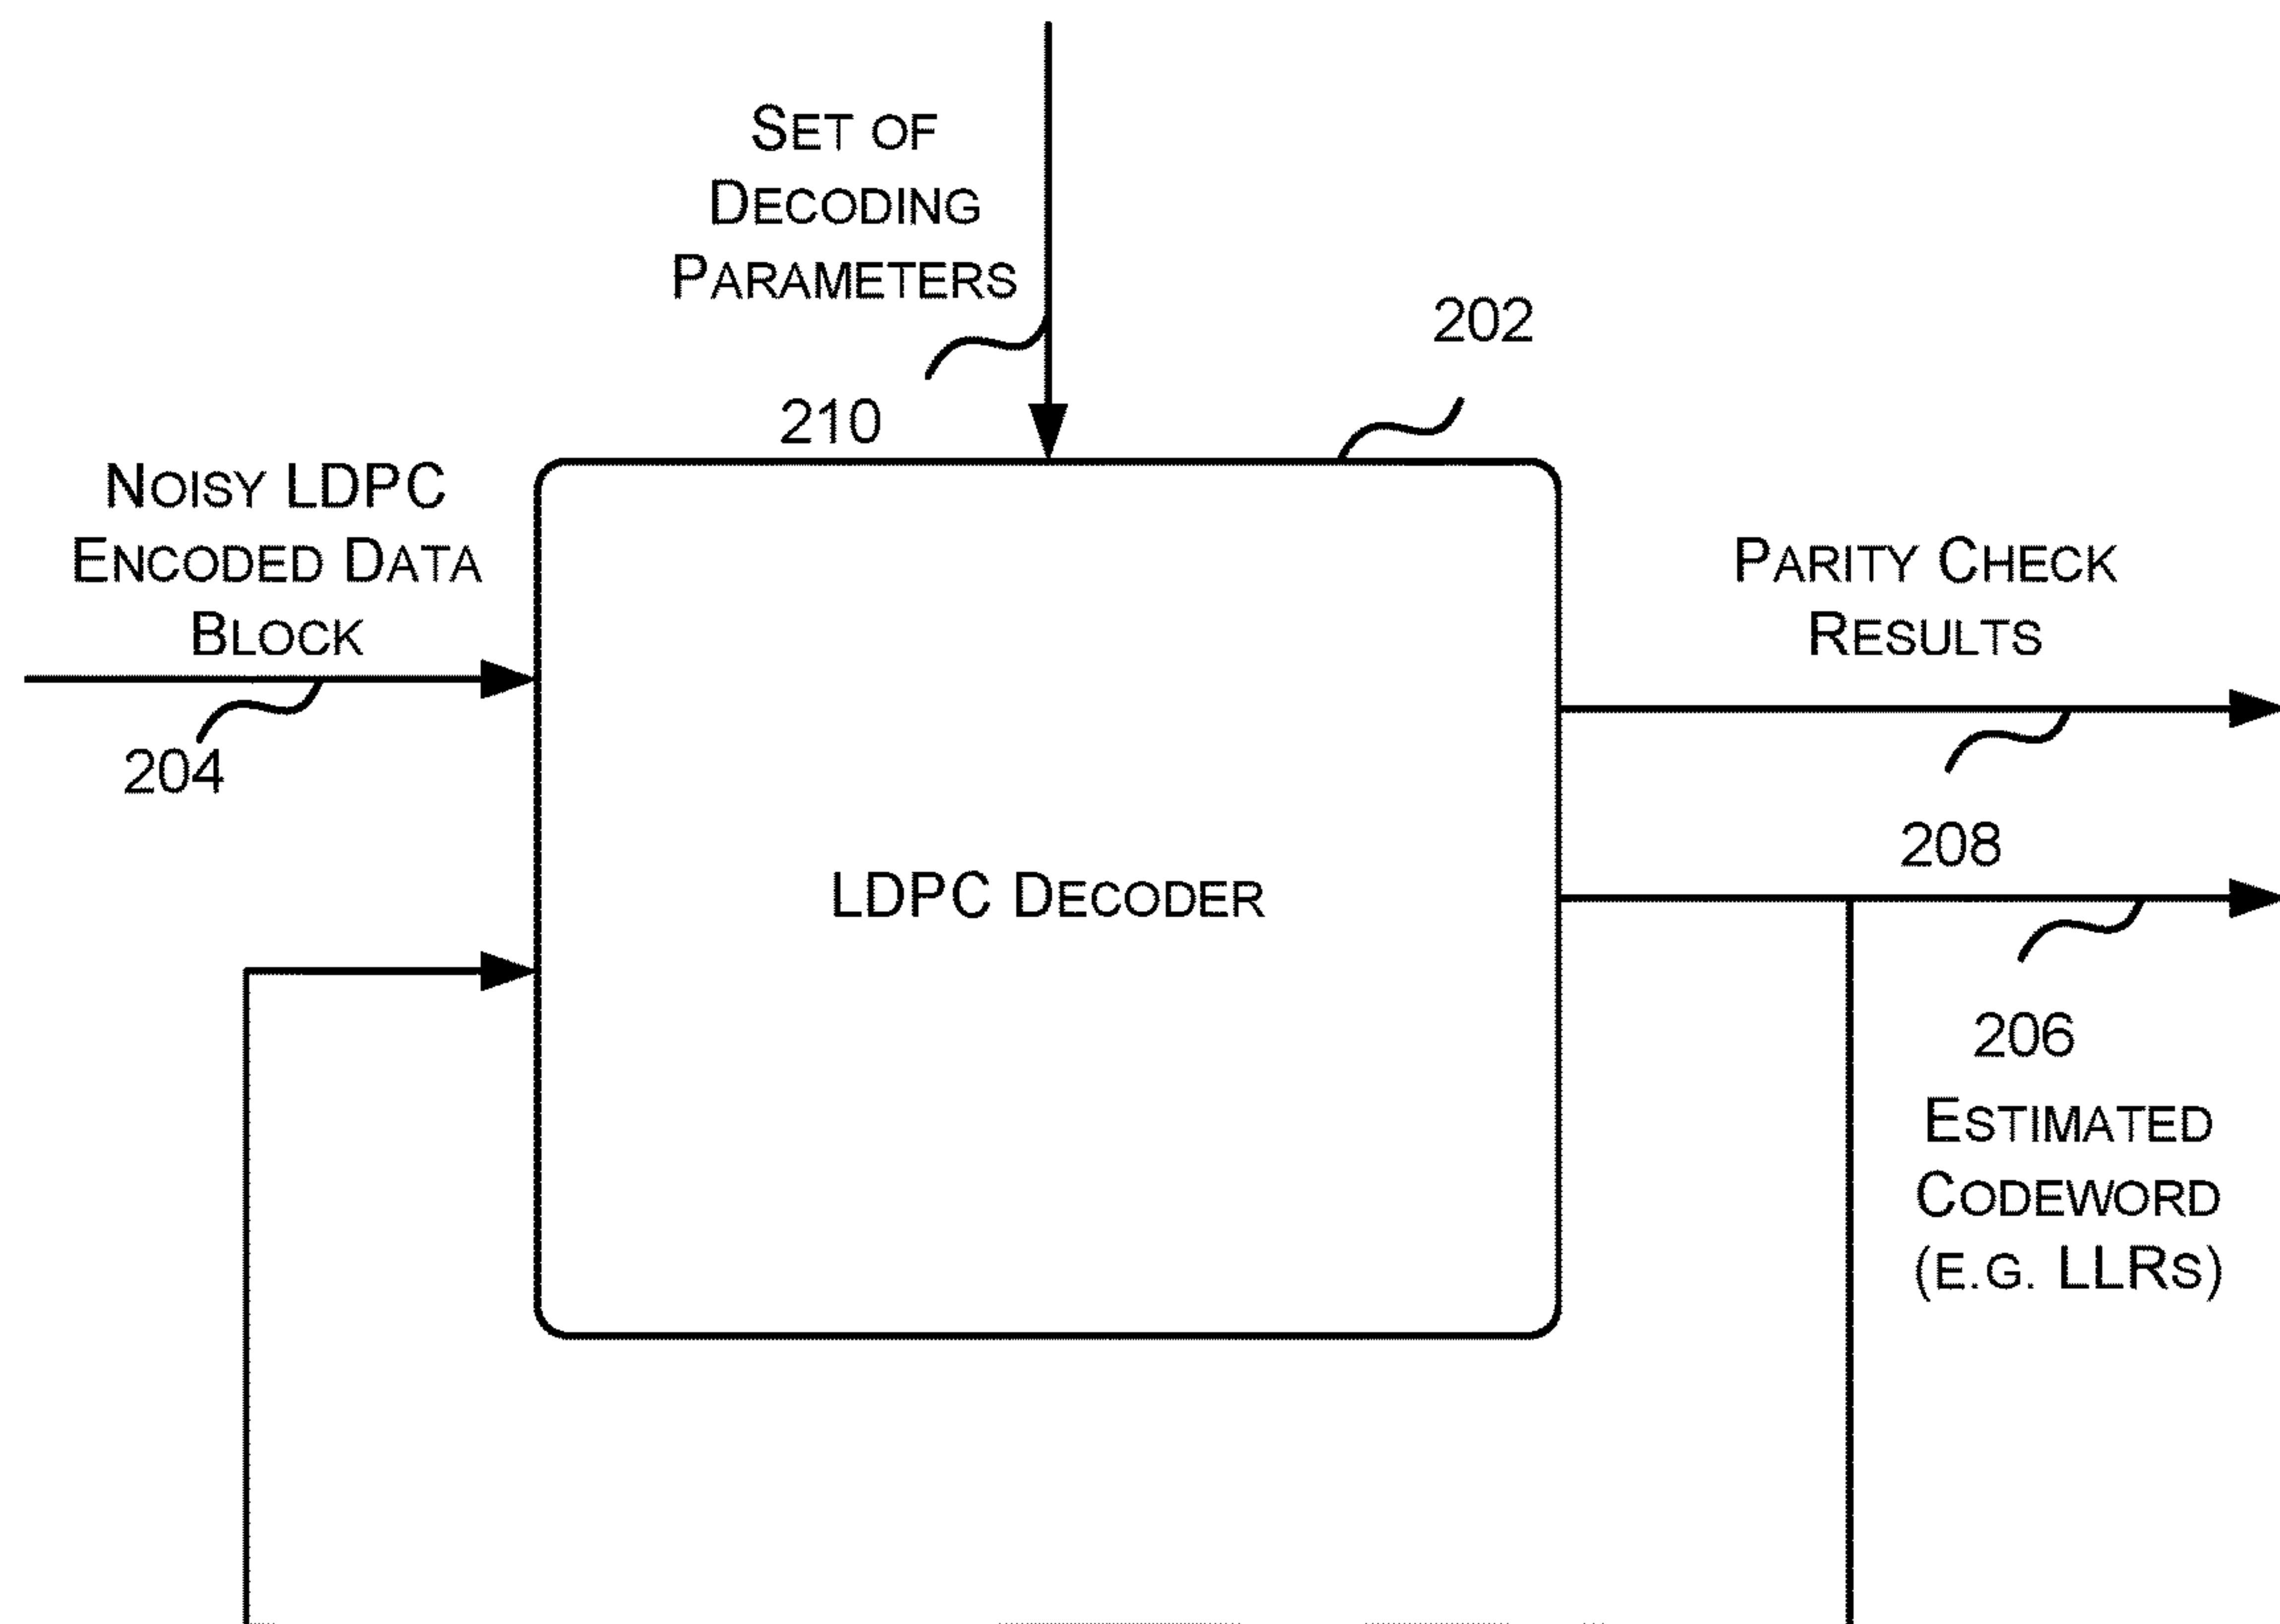 SET OF
DECODING
PARAMETERS
210
202
NOISY LDPC
ENCODED DATA
BLOCK
204
LDPC DECODER
PARITY CHECK
RESULTS
208
206
ESTIMATED
CODEWORD
(E.G. LLRS)